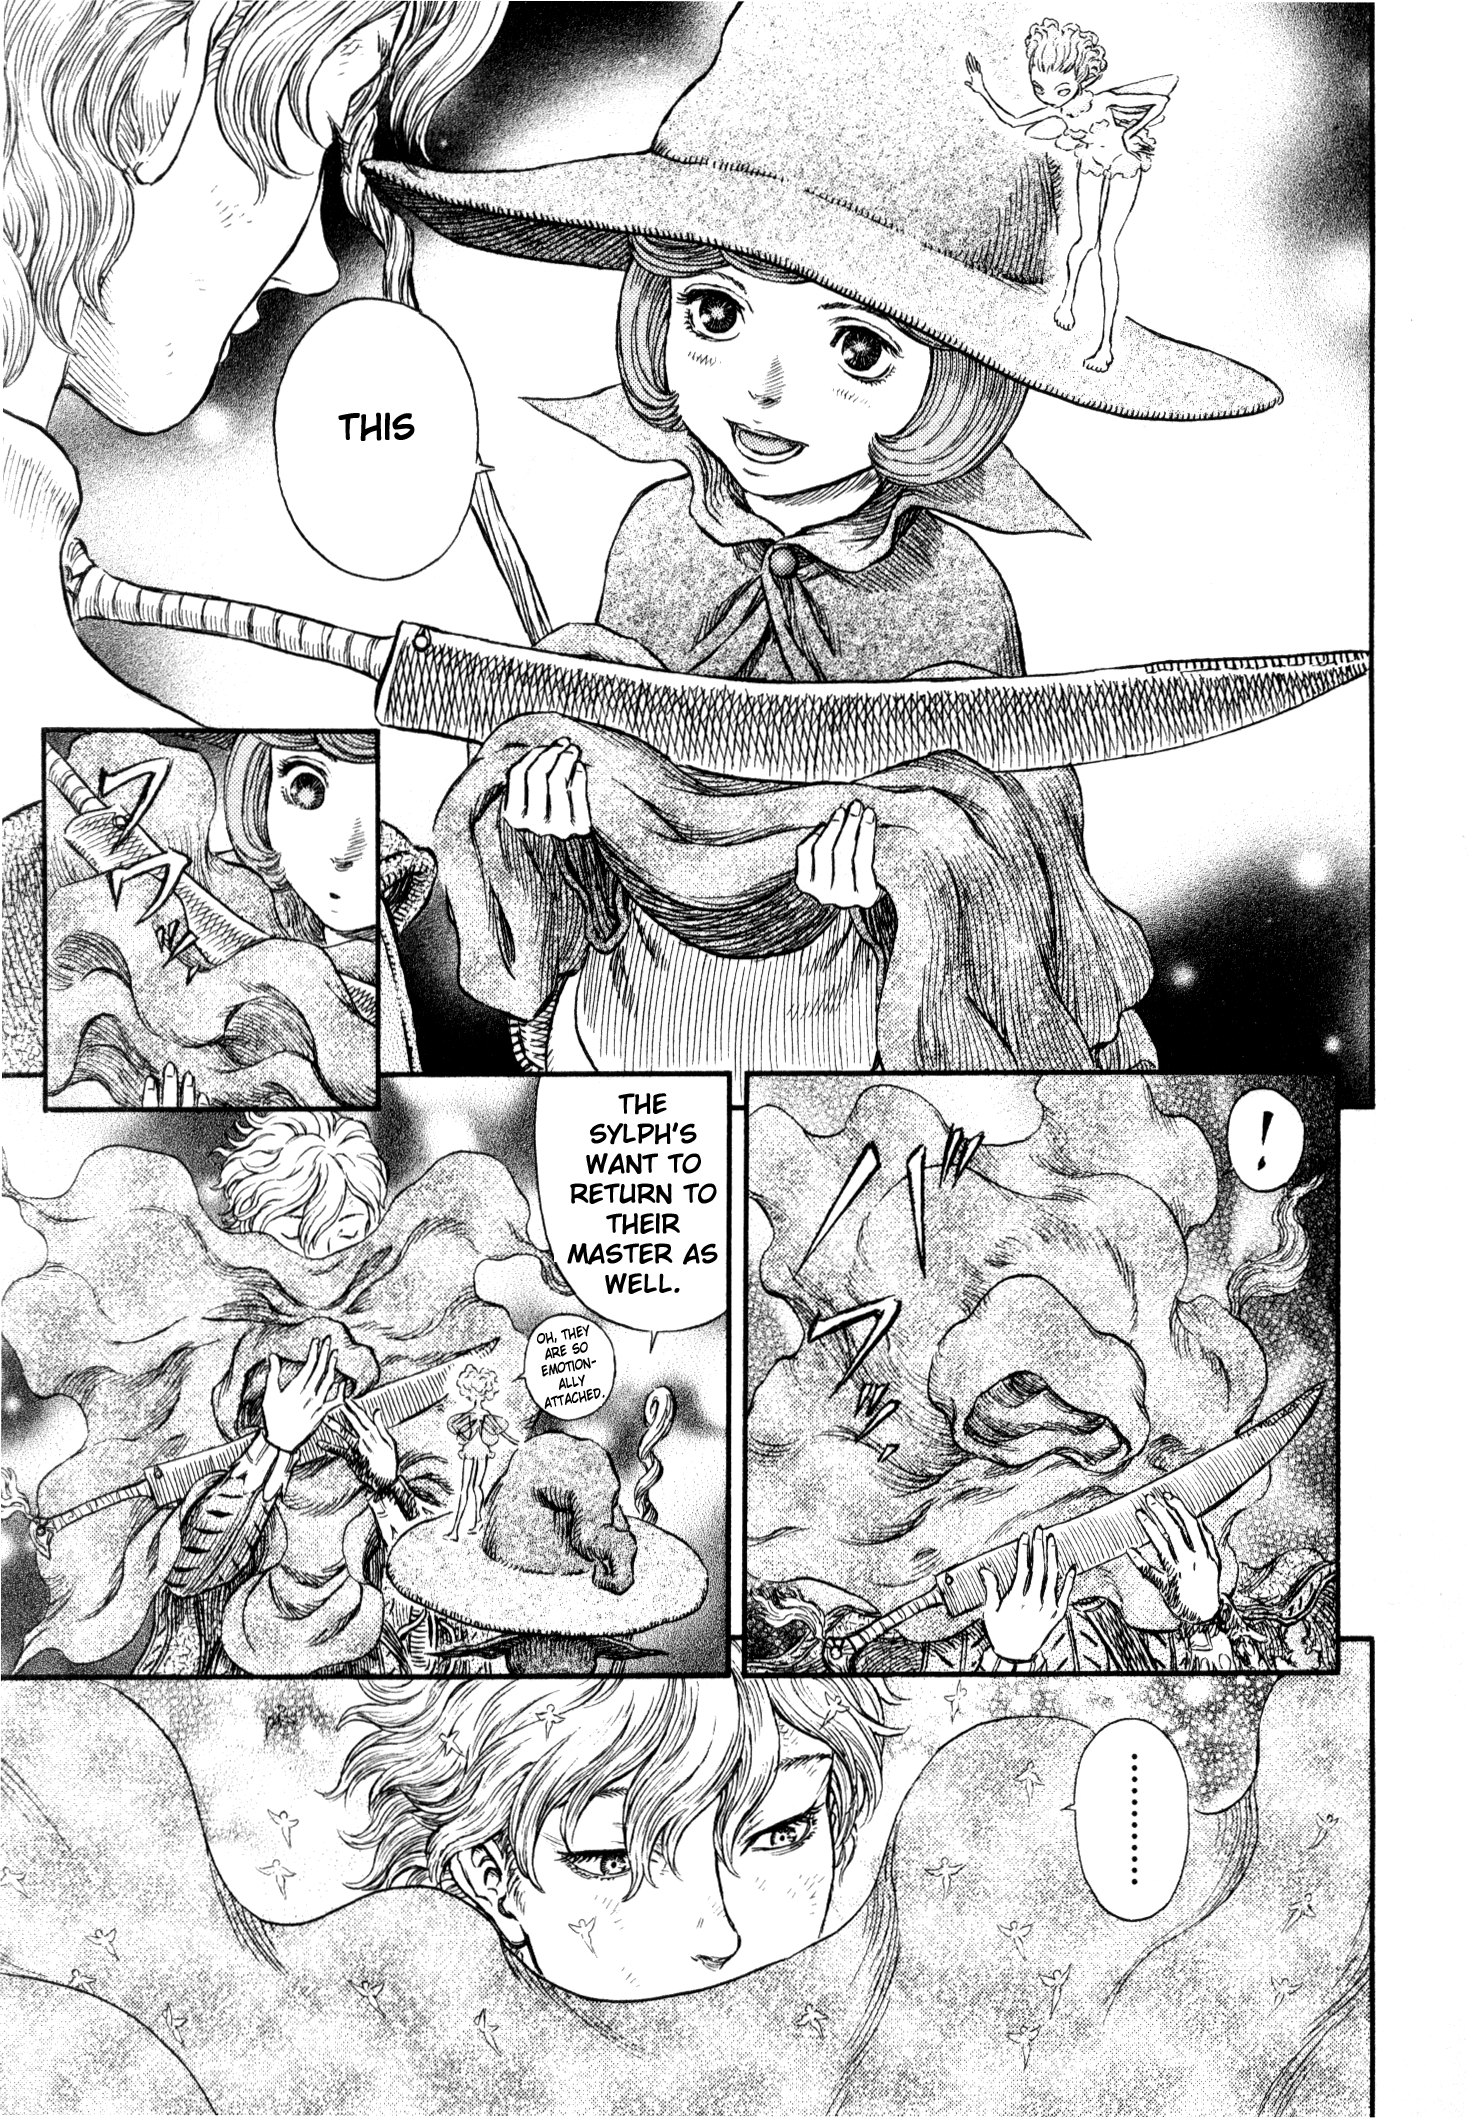 THIS
!
THE
SYLPH'S
WANT TO
RETURN TO
THEIR
MASTER AS
WELL.
OH, THEY
ARE SO
EMOTION-
ALLY
ATTACHED.
..........